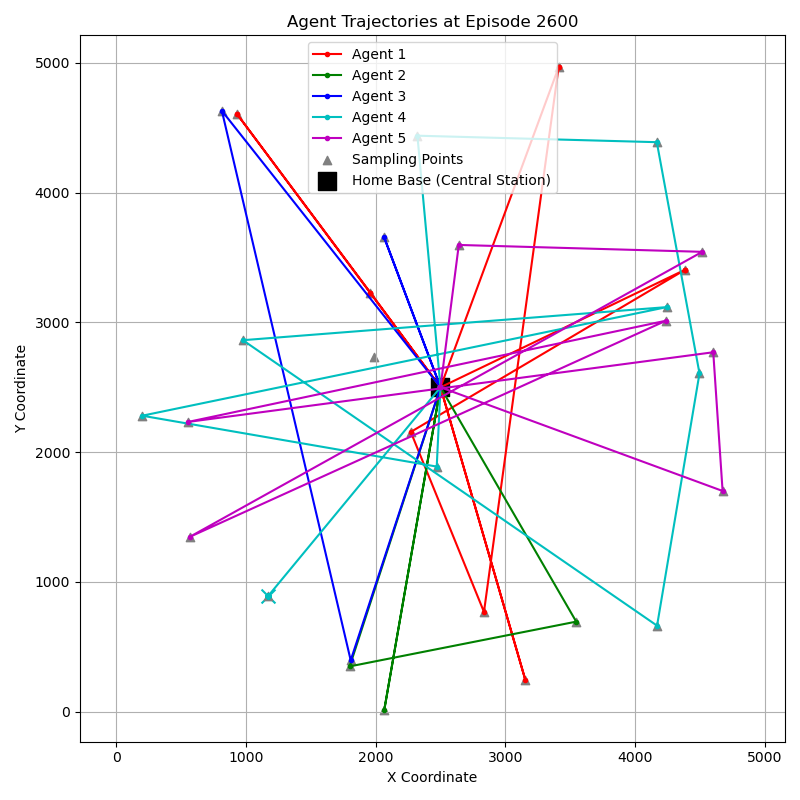 Agent Trajectories at Episode 2600
Agent 1
Agent 2
Agent 3
Agent 4
Agent 5
Sampling Points
Home Base (Central Station)
5000
4000
3000
2000
1000
0
Y Coordinate
0 1000 2000 3000 4000 5000
X Coordinate